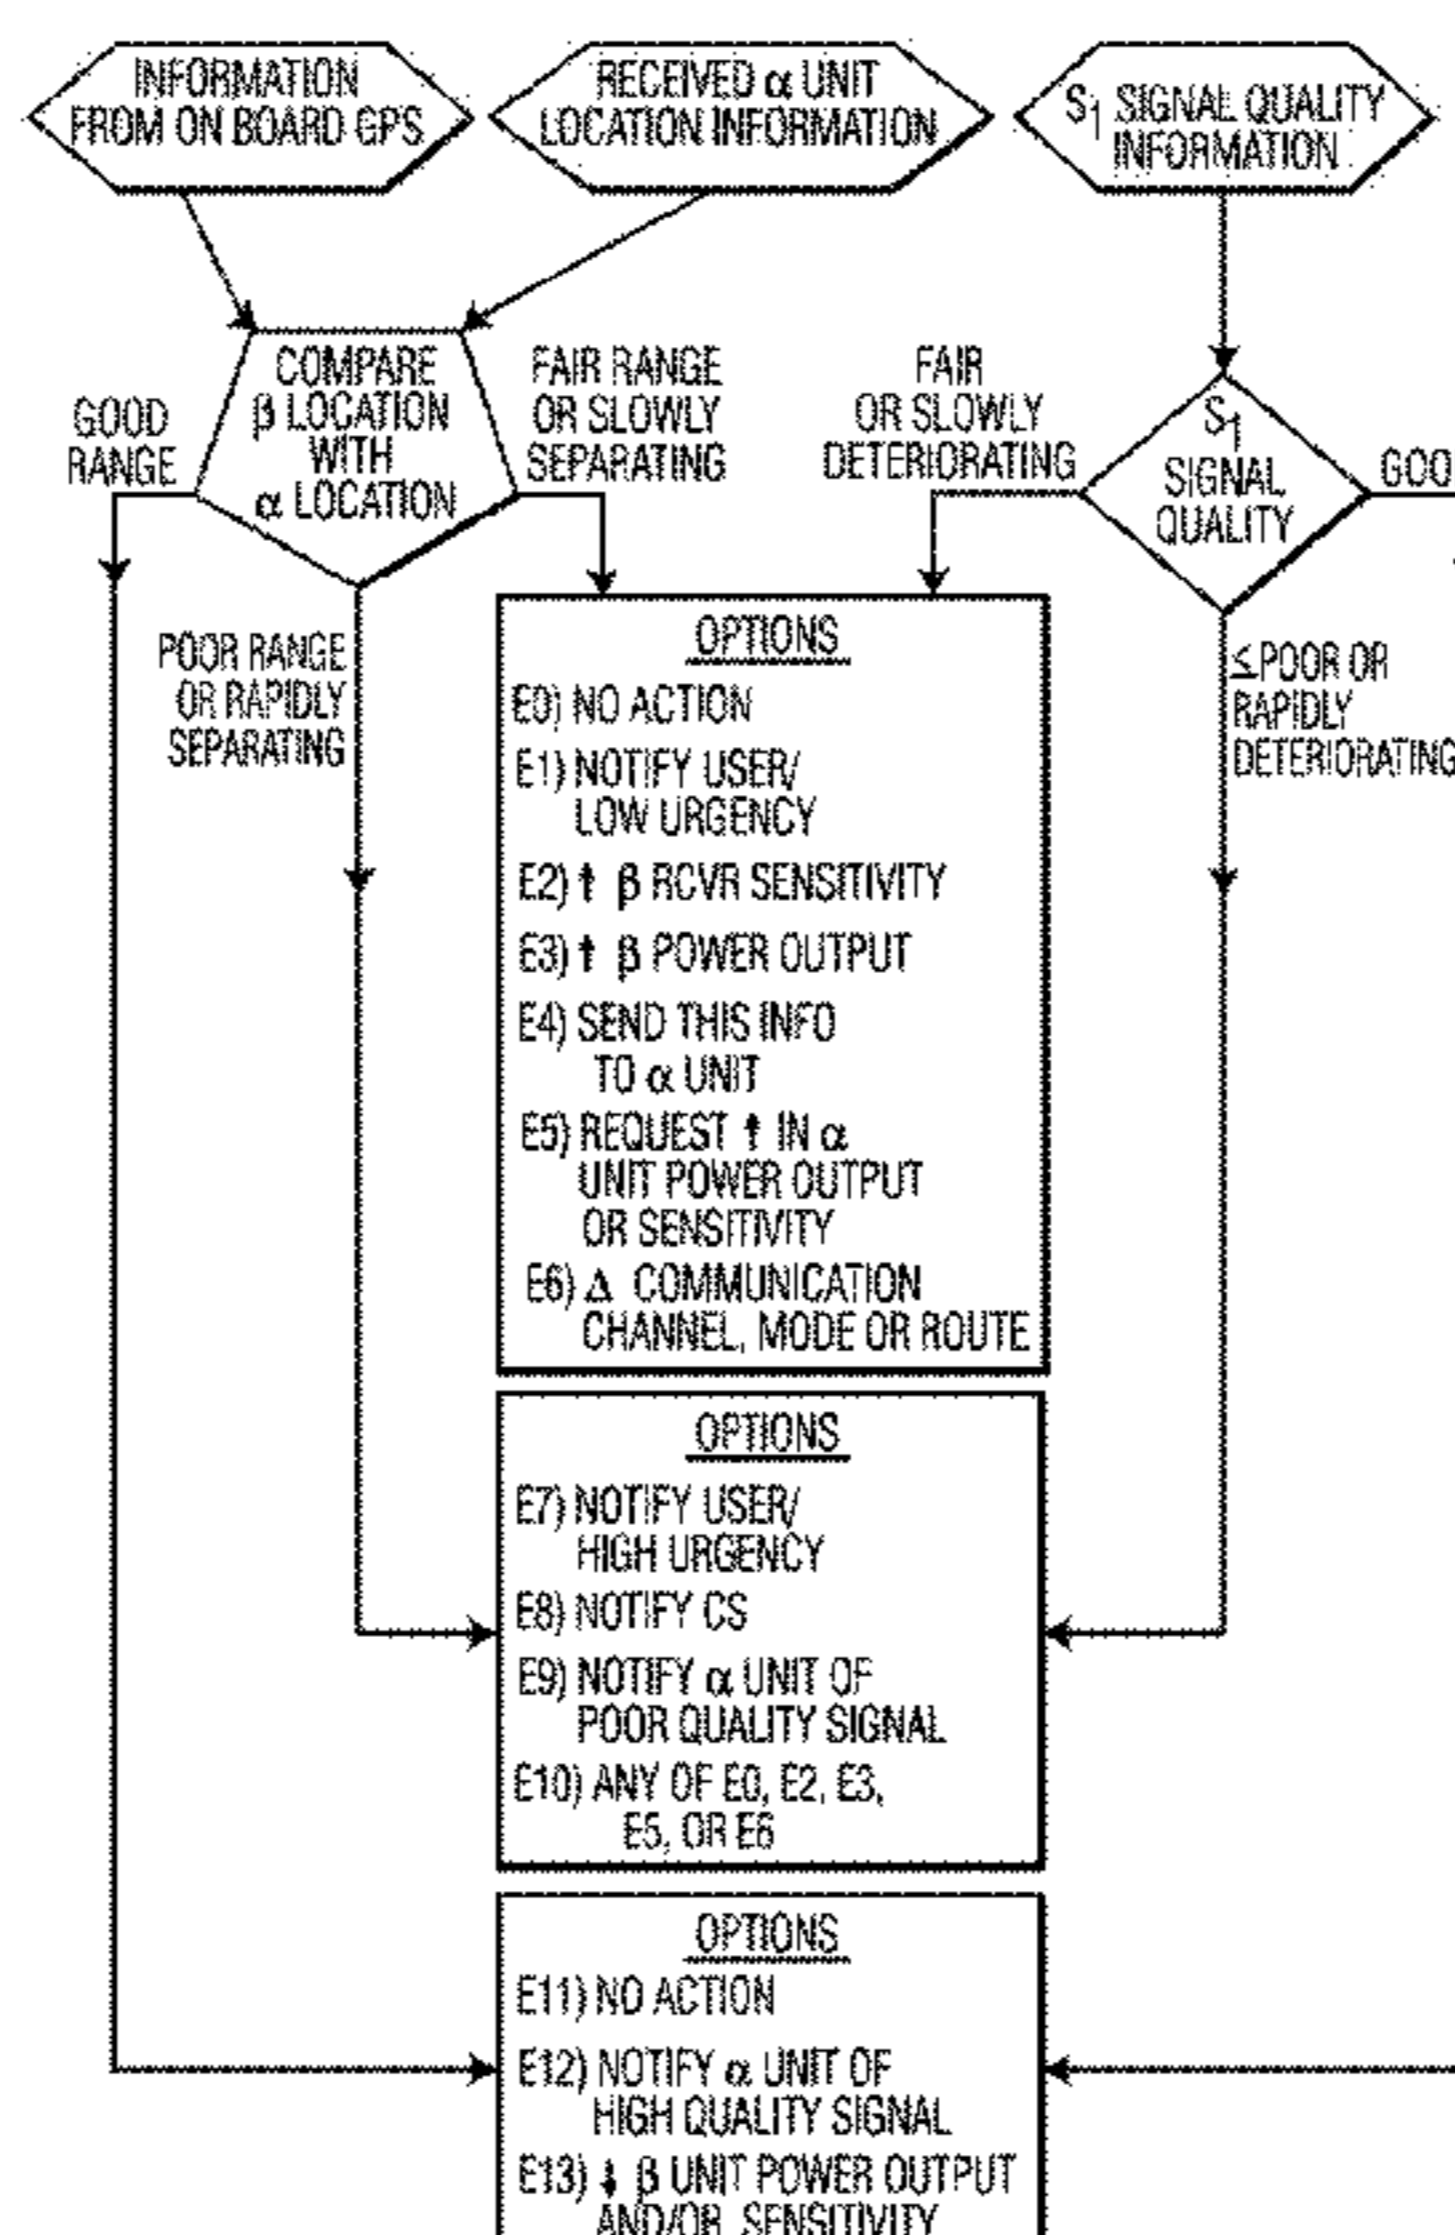 INFORMATION
FROM ON BOARD GPS
RECEIVED α UNIT
LOCATION INFORMATION
S1 SIGNAL QUALITY
INFORMATION
COMPARE
β LOCATION
WITH
α LOCATION
GOOD
RANGE
FAIR RANGE
OR SLOWLY
SEPARATING
FAIR
OR SLOWLY
DETERIORATING
S1
SIGNAL
QUALITY
GOO
POOR RANGE
OR RAPIDLY
SEPARATING
≤POOR OR
RAPIDLY
DETERIORATING
OPTIONS
E0) NO ACTION
E1) NOTIFY USER/
LOW URGENCY
E2) ↑ β RCVR SENSITIVITY
E3) ↑ β POWER OUTPUT
E4) SEND THIS INFO
TO α UNIT
E5) REQUEST ↑ IN α
UNIT POWER OUTPUT
OR SENSITIVITY
E6) Δ COMMUNICATION
CHANNEL, MODE OR ROUTE
OPTIONS
E7) NOTIFY USER/
HIGH URGENCY
E8) NOTIFY CS
E9) NOTIFY α UNIT OF
POOR QUALITY SIGNAL
E10) ANY OF E0, E2, E3,
E5, OR E6
OPTIONS
E11) NO ACTION
E12) NOTIFY α UNIT OF
HIGH QUALITY SIGNAL
E13) ↓ β UNIT POWER OUTPUT
AND/OR SENSITIVITY